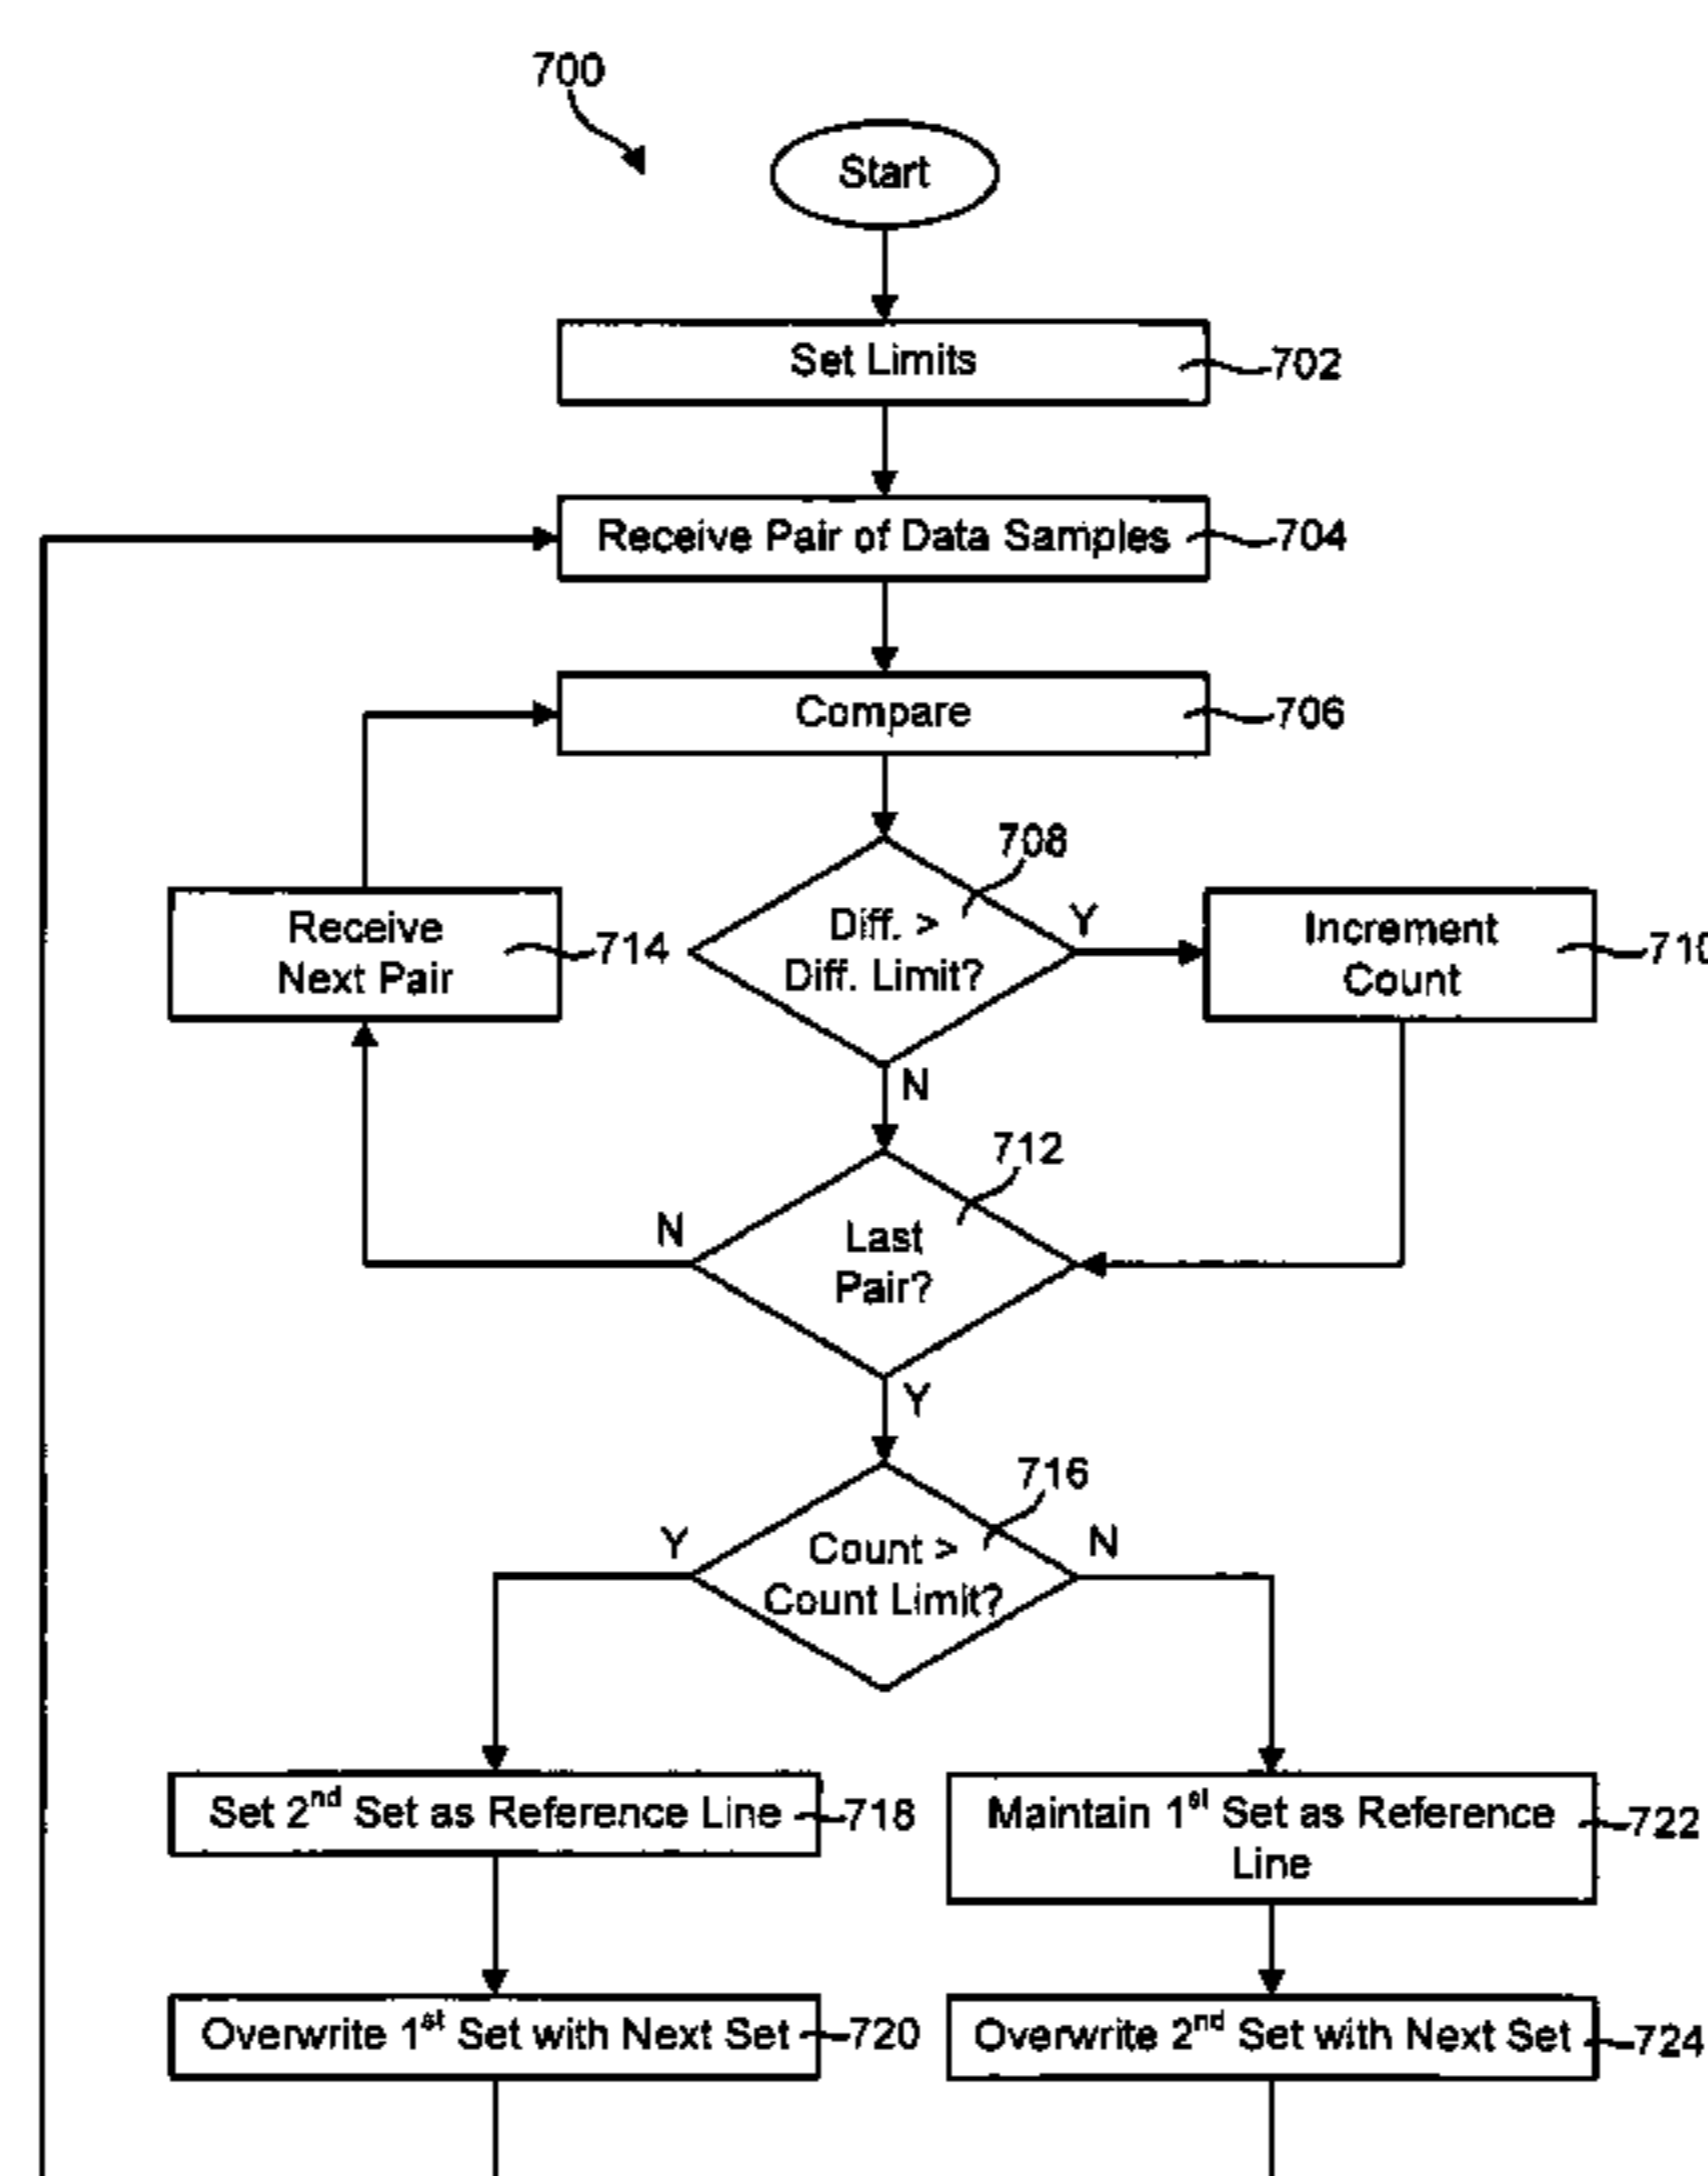 700
Start
Set Limits
702
Receive Pair of Data Samples
704
Compare
706
708
Receive
Next Pair
714
Diff. >
Diff. Limit?
Y
Increment
Count
710
N
712
N
Last
Pair?
Y
716
Y
Count >
Count Limit?
N
Set 2nd Set as Reference Line
718
Maintain 1st Set as Reference
Line
722
Overwrite 1st Set with Next Set
720
Overwrite 2nd Set with Next Set
724